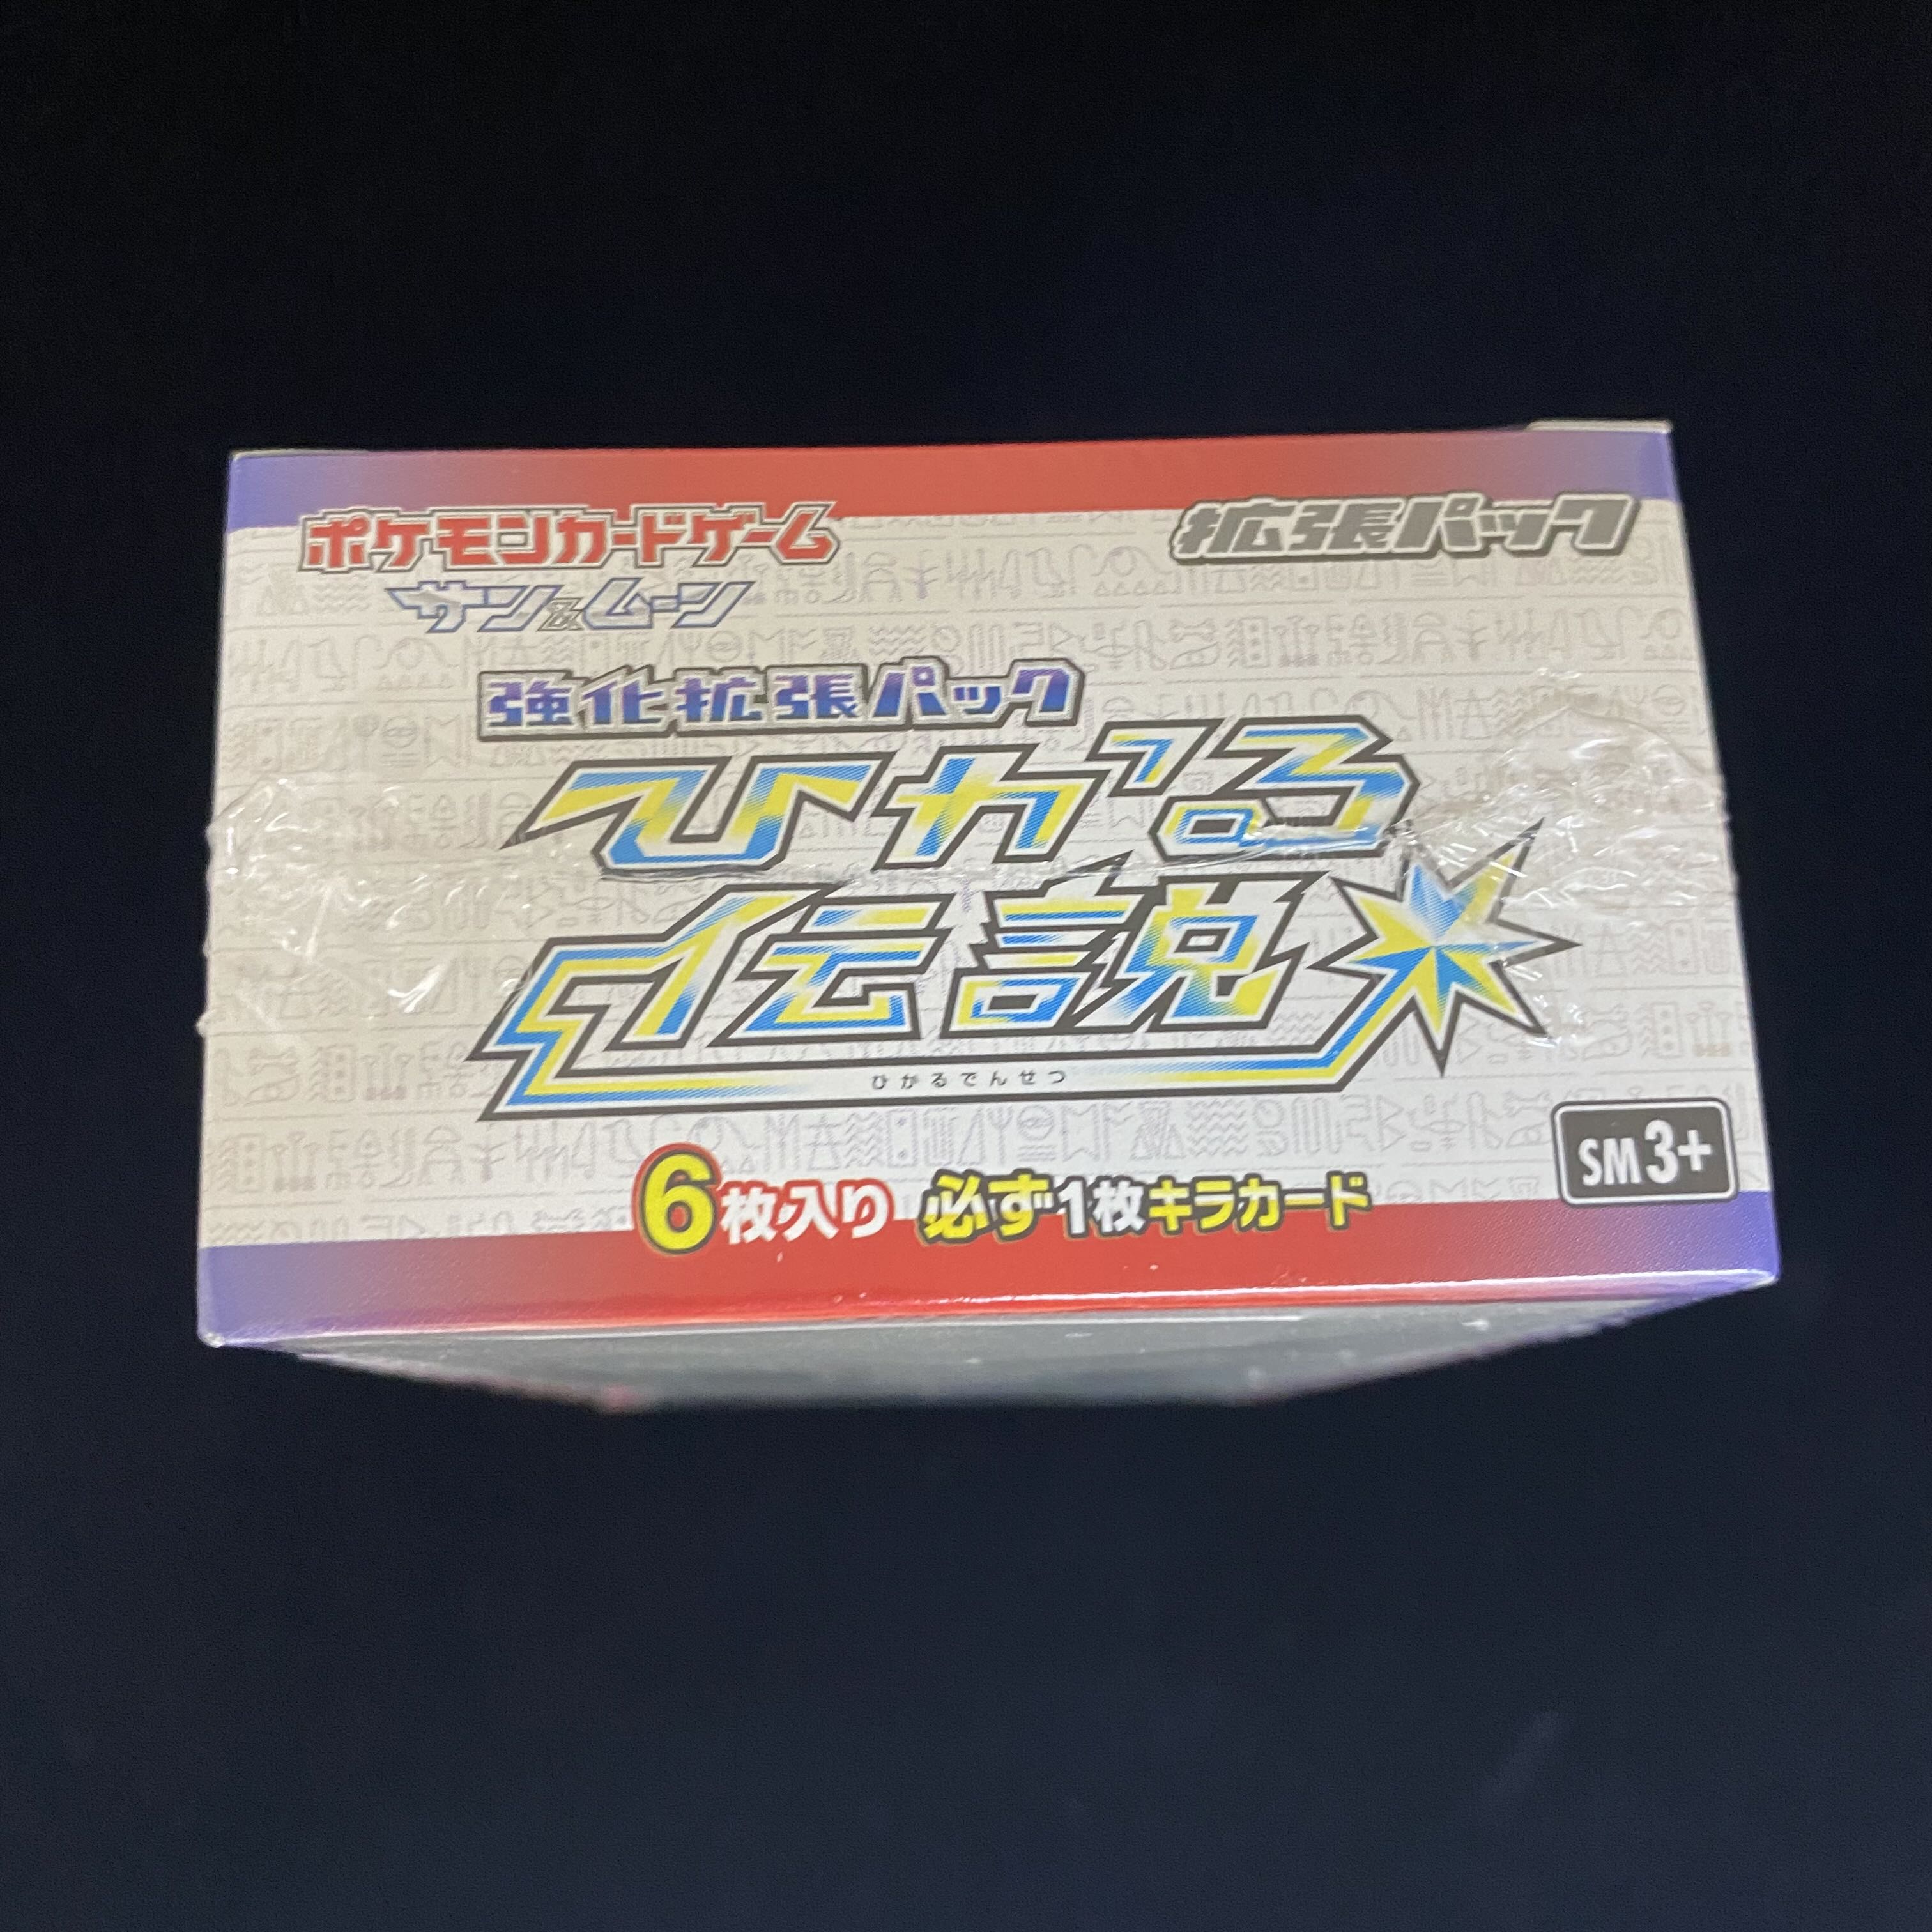 ポケモンカードゲーム
拡張パック
サン&ムーン
強化拡張パック
ひかる
伝説
ひかるでんせつ
SM3+
6枚入り 必ず1枚キラカード